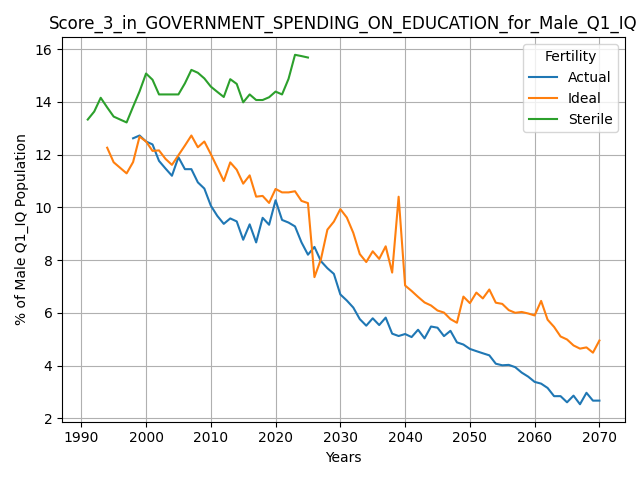 Score_3_in_GOVERNMENT_SPENDING_ON_EDUCATION_for_Male_Q1_IQ
Fertility
Actual
Ideal
Sterile
% of Male Q1_IQ Population
16
14
12
10
8
6
4
2
1990 2000 2010 2020 2030 2040 2050 2060 2070
Years